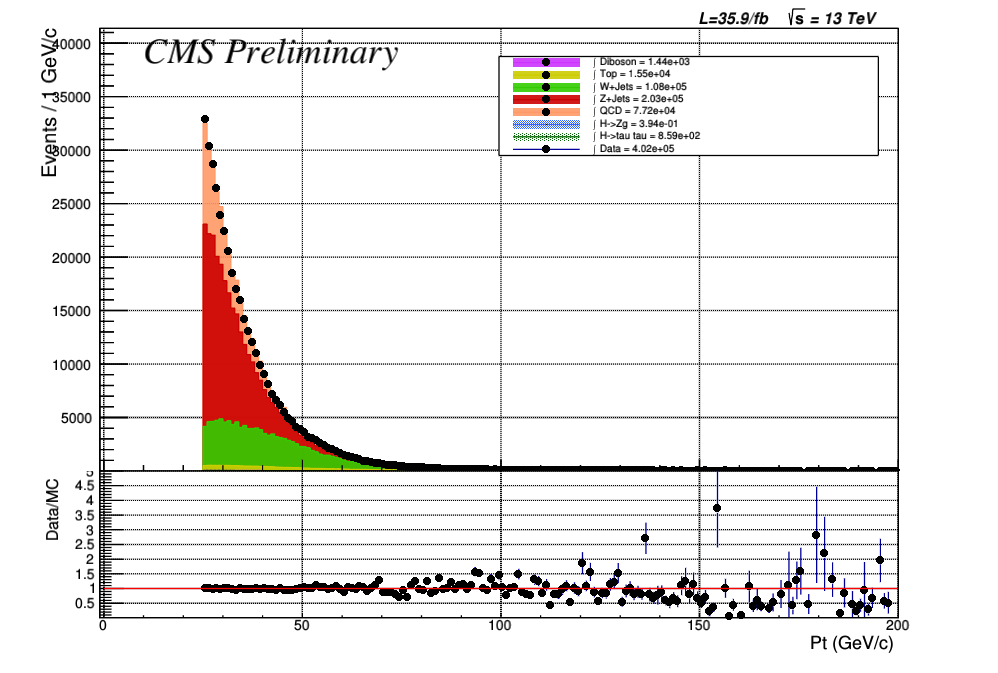 L=35.9/fb √s = 13 TeV
CMS Preliminary
Events / 1 GeV/c
40000
35000
30000
25000
20000
15000
10000
5000
∫ Diboson = 1.44e+03
∫ Top = 1.55e+04
∫ W+Jets = 1.08e+05
∫ Z+Jets = 2.03e+05
∫ QCD = 7.72e+04
∫ H->Zg = 3.94e-01
∫ H->tau tau = 8.59e+02
∫ Data = 4.02e+05
Data/MC
5
4.5
4
3.5
3
2.5
2
1.5
1
0.5
0 50 100 150 200
Pt (GeV/c)